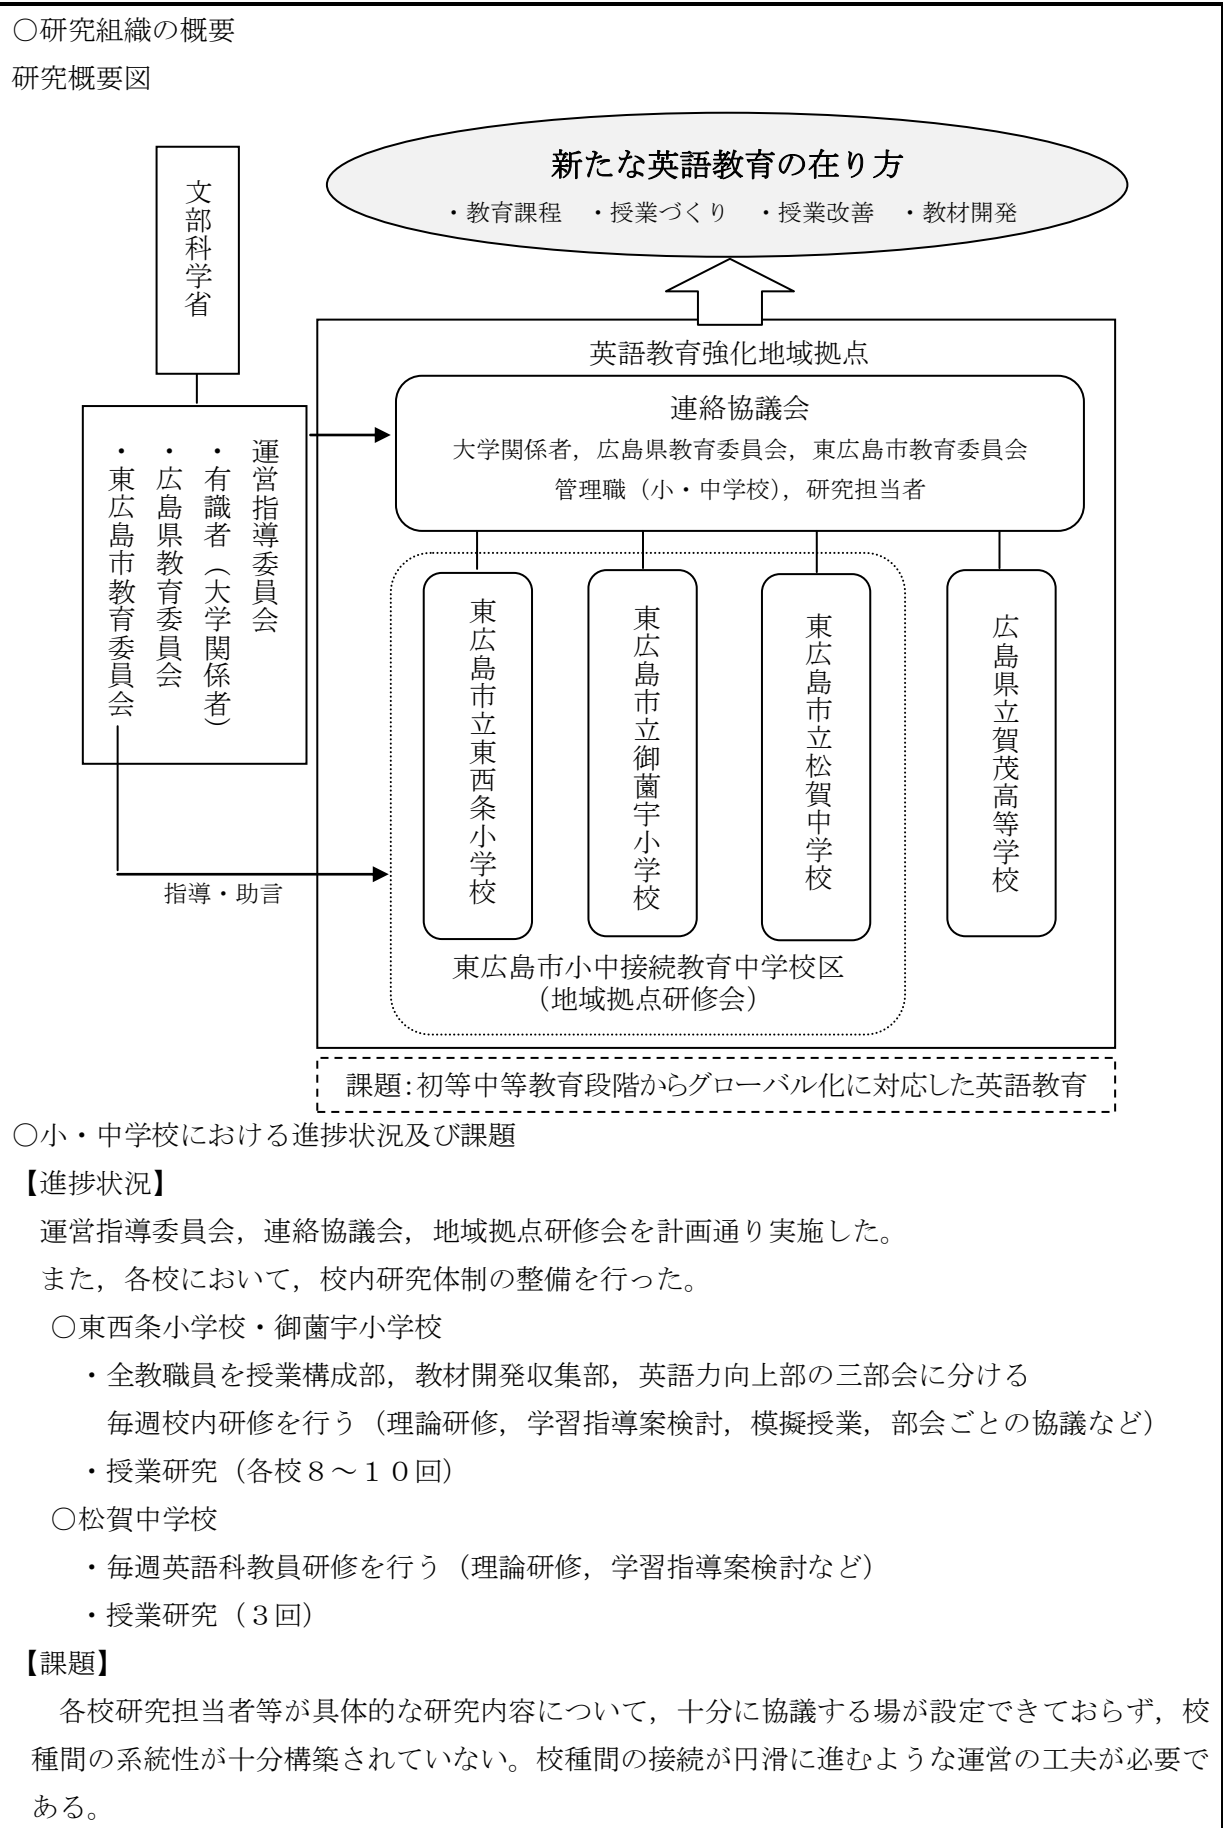 ○研究組織の概要
研究概要図
新たな英語教育の在り方
・教育課程　・授業づくり　・授業改善　・教材開発
文部科学省
運営指導委員会
・有識者（大学関係者）
・広島県教育委員会
・東広島市教育委員会
指導・助言
英語教育強化地域拠点
連絡協議会
大学関係者，広島県教育委員会，東広島市教育委員会
管理職（小・中学校），研究担当者
東広島市立東西条小学校
東広島市立御薗宇小学校
東広島市立松賀中学校
広島県立賀茂高等学校
東広島市小中接続教育中学校区
（地域拠点研修会）
課題：初等中等教育段階からグローバル化に対応した英語教育
○小・中学校における進捗状況及び課題
【進捗状況】
運営指導委員会，連絡協議会，地域拠点研修会を計画通り実施した。
また，各校において，校内研究体制の整備を行った。
○東西条小学校・御薗宇小学校
・全教職員を授業構成部，教材開発収集部，英語力向上部の三部会に分ける
毎週校内研修を行う（理論研修，学習指導案検討，模擬授業，部会ごとの協議など）
・授業研究（各校８～１０回）
○松賀中学校
・毎週英語科教員研修を行う（理論研修，学習指導案検討など）
・授業研究（３回）
【課題】
各校研究担当者等が具体的な研究内容について，十分に協議する場が設定できておらず，校
種間の系統性が十分構築されていない。校種間の接続が円滑に進むような運営の工夫が必要で
ある。